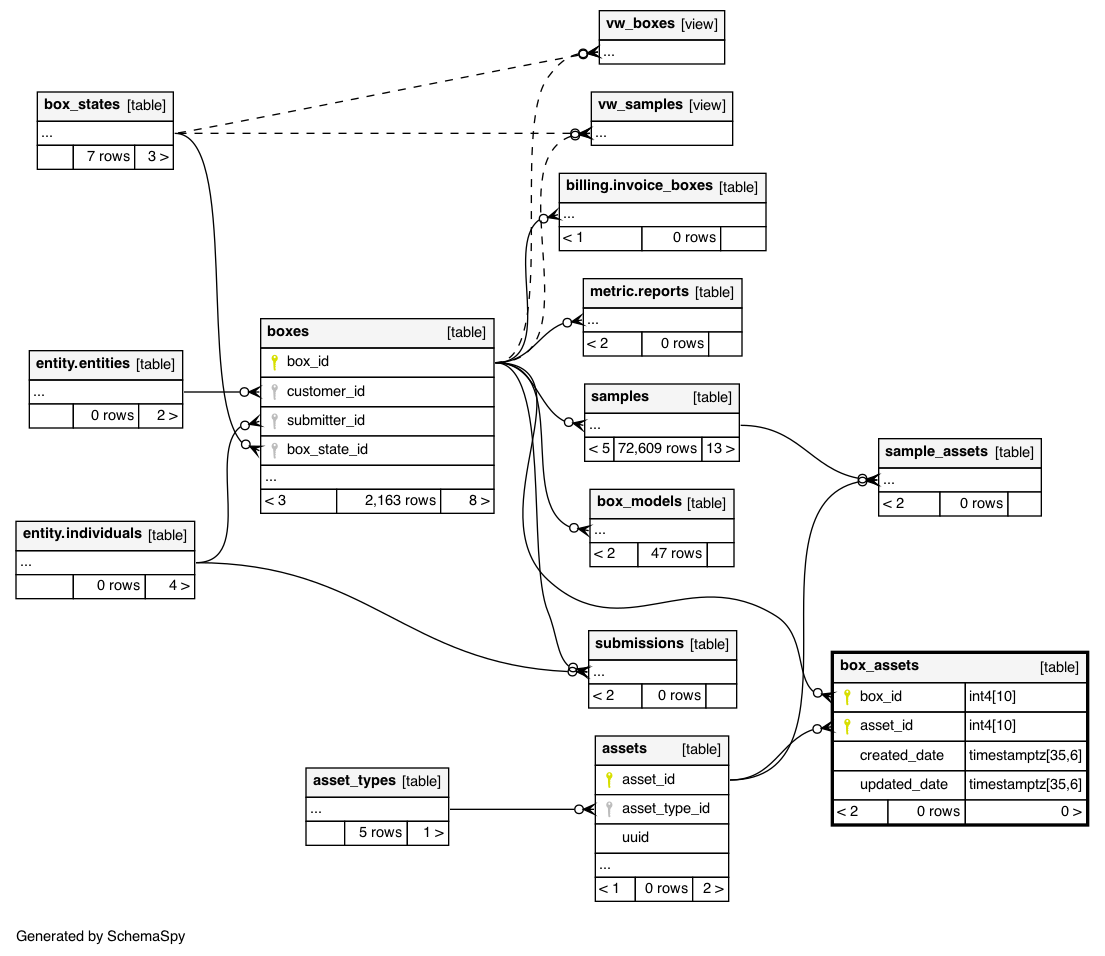 vw_boxes [view]
...
vw_samples [view]
...
box_states [table]
...
7 rows 3 >
billing.invoice_boxes [table]
...
< 1 0 rows
metric.reports [table]
...
< 2 0 rows
boxes [table]
box_id
customer_id
submitter_id
box_state_id
...
< 3 2,163 rows 8 >
entity.entities [table]
...
0 rows 2 >
samples [table]
...
< 5 72,609 rows 13 >
sample_assets [table]
...
< 2 0 rows
box_models [table]
...
< 2 47 rows
entity.individuals [table]
...
0 rows 4 >
submissions [table]
...
< 2 0 rows
box_assets [table]
box_id int4[10]
asset_id int4[10]
created_date timestamptz[35,6]
updated_date timestamptz[35,6]
< 2 0 rows 0 >
assets [table]
asset_id
asset_type_id
uuid
...
< 1 0 rows 2 >
asset_types [table]
...
5 rows 1 >
Generated by SchemaSpy